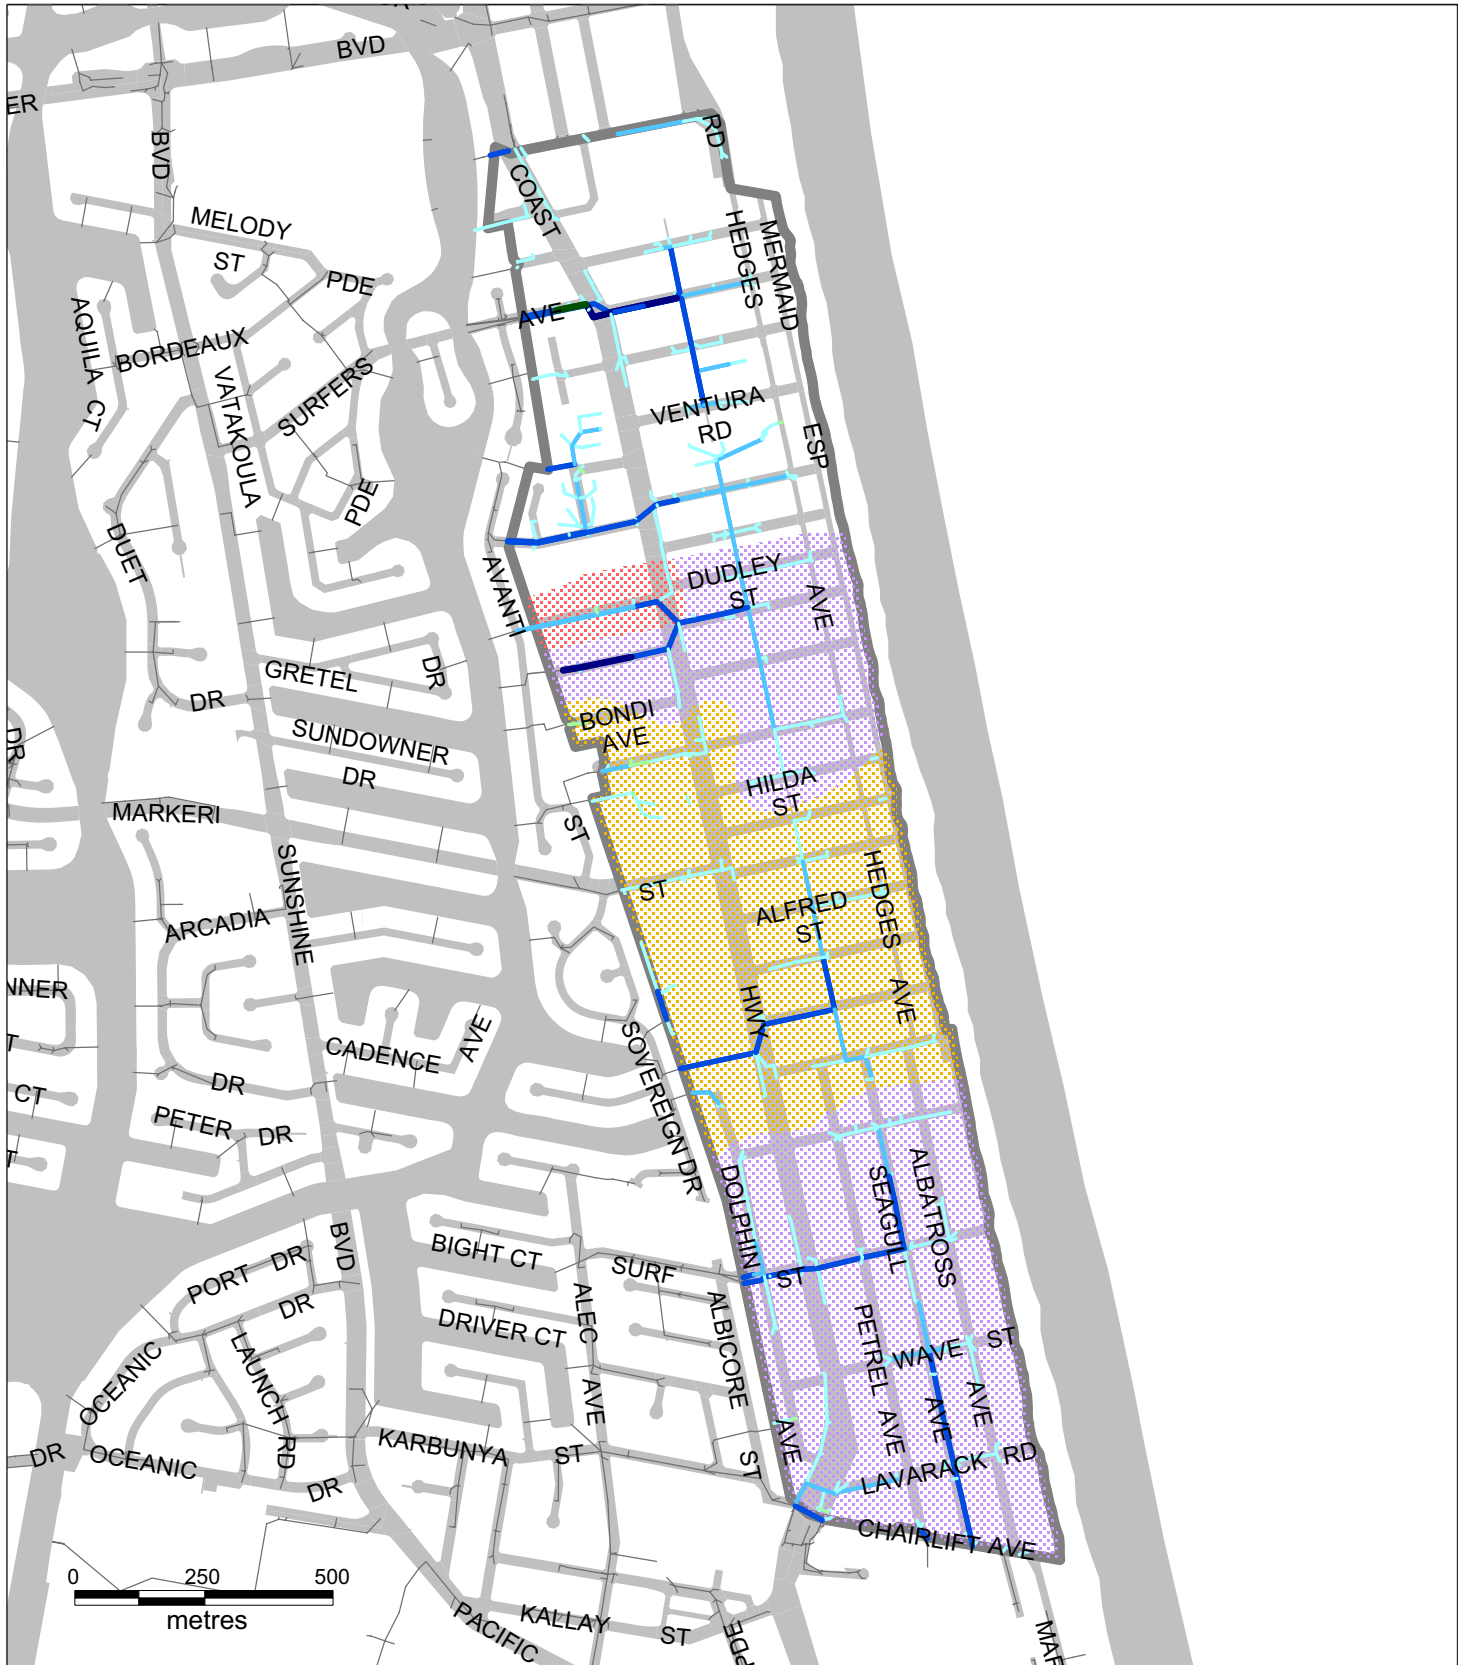 BVD
ER
RD
BVD
COAST
MELODY
ST
PDE
HEDGES
MERMAID
AQUILA CT
BORDEAUX
AVE
VATAKOULA
SURFERS
VENTURA
RD
ESP
PDE
DUET
AVANTI
DUDLEY
ST
AVE
GRETEL
DR
DR
BONDI
AVE
DR
SUNDOWNER
DR
HILDA
ST
MARKERI
ST
SUNSHINE
ST
HEDGES
ALFRED
ST
ARCADIA
NNER
HWY
AVE
T
CADENCE
AVE
SOVEREIGN DR
CT
DR
PETER
DR
T
DOLPHIN
SEAGULL
ALBATROSS
BVD
BIGHT CT
SURF
ST
PORT
DR
DR
ALEC
ALBICORE
DRIVER CT
PETREL
WAVE
ST
LAUNCH
OCEANIC
AVE
AVE
AVE
AVE
AVE
DR
OCEANIC
RD
KARBUNYA
ST
ST
LAVARACK
RD
DR
CHAIRLIFT AVE
0 250 500
metres
PACIFIC
KALLAY
ST
PDE
MAR